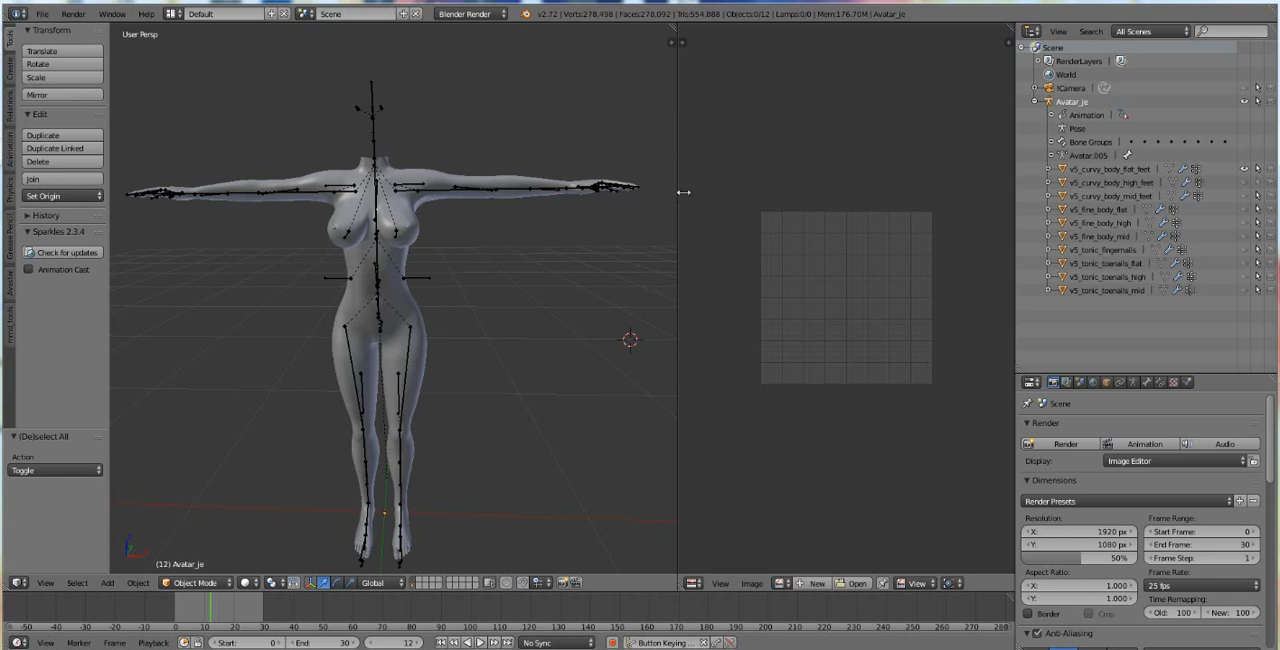 File Render Window Help Default Scene Blender Render v2.72 | Verts:278,498 | Faces:278,092 | Tris:554,888 | Objects:0/12 | Lamps:0/0 | Mem:176.70M | Avatar_je
Tools
Create
Relations
Animation
Physics
Grease Pencil
Avastar
mmd_tools
Transform
Translate
Rotate
Scale
Mirror
Edit
Duplicate
Duplicate Linked
Delete
Join
Set Origin
History
Sparkles 2.3.4
Check for updates
Animation Cast
(De)select All
Action
Toggle
User Persp
(12) Avatar_je
View Select Add Object Object Mode Global
View Image New Open View
View Search All Scenes
Scene
RenderLayers
World
!Camera
Avatar_je
Animation
Pose
Bone Groups
Avatar.005
v5_curvy_body_flat_feet
v5_curvy_body_high_feet
v5_curvy_body_mid_feet
v5_fine_body_flat
v5_fine_body_high
v5_fine_body_mid
v5_tonic_fingernails
v5_tonic_toenails_flat
v5_tonic_toenails_high
v5_tonic_toenails_mid
Scene
Render
Render Animation Audio
Display: Image Editor
Dimensions
Render Presets
Resolution: Frame Range:
X: 1920 px Start Frame: 0
Y: 1080 px End Frame: 30
50% Frame Step: 1
Aspect Ratio: Frame Rate:
X: 1.000 25 fps
Y: 1.000 Time Remapping:
Border Crop Old: 100 New: 100
Anti-Aliasing
-50 -40 -30 -20 -10 0 10 20 30 40 50 60 70 80 90 100 110 120 130 140 150 160 170 180 190 200 210 220 230 240 250 260 270 280
View Marker Frame Playback Start: 0 End: 30 12 No Sync Button Keying ...